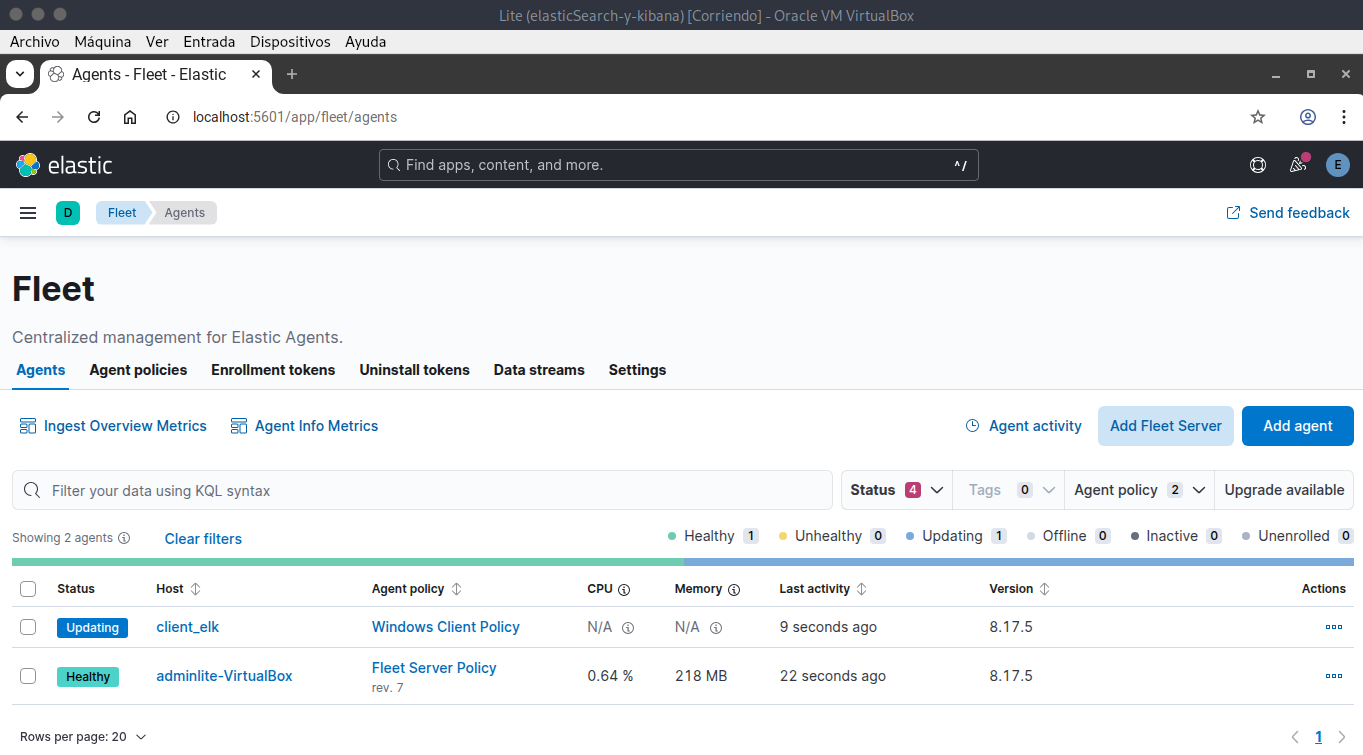 Lite (elasticSearch-y-kibana) [Corriendo] - Oracle VM VirtualBox
Archivo Máquina Ver Entrada Dispositivos Ayuda
Agents - Fleet - Elastic
localhost:5601/app/fleet/agents
elastic Find apps, content, and more. ^/ E
D Fleet Agents Send feedback
Fleet
Centralized management for Elastic Agents.
Agents Agent policies Enrollment tokens Uninstall tokens Data streams Settings
Ingest Overview Metrics Agent Info Metrics Agent activity Add Fleet Server Add agent
Filter your data using KQL syntax Status 4 Tags 0 Agent policy 2 Upgrade available
Showing 2 agents Clear filters Healthy 1 Unhealthy 0 Updating 1 Offline 0 Inactive 0 Unenrolled 0
Status Host Agent policy CPU Memory Last activity Version Actions
Updating client_elk Windows Client Policy N/A N/A 9 seconds ago 8.17.5
Healthy adminlite-VirtualBox Fleet Server Policy 0.64 % 218 MB 22 seconds ago 8.17.5
rev. 7
Rows per page: 20 1